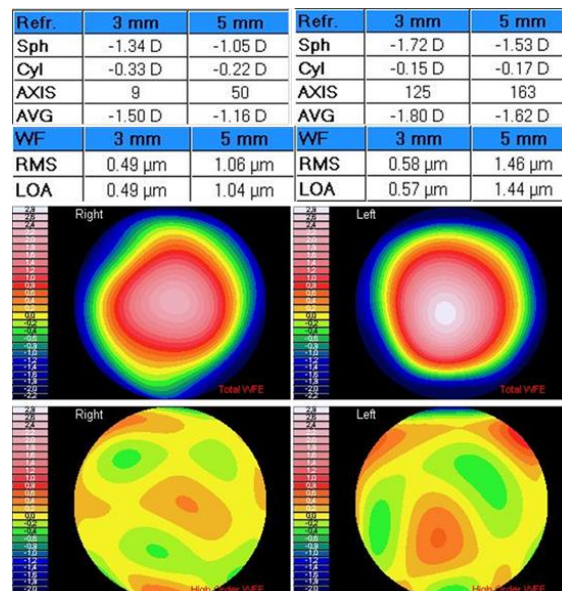 Refr. 3 mm 5 mm
Sph -1.34 D -1.05 D
Cyl -0.33 D -0.22 D
AXIS 9 50
AVG -1.50 D -1.16 D
WF 3 mm 5 mm
RMS 0.49 µm 1.06 µm
LOA 0.49 µm 1.04 µm
Refr. 3 mm 5 mm
Sph -1.72 D -1.53 D
Cyl -0.15 D -0.17 D
AXIS 125 163
AVG -1.80 D -1.62 D
WF 3 mm 5 mm
RMS 0.58 µm 1.46 µm
LOA 0.57 µm 1.44 µm
Right
Total WFE
Left
Total WFE
Right
High Order WFE
Left
High Order WFE